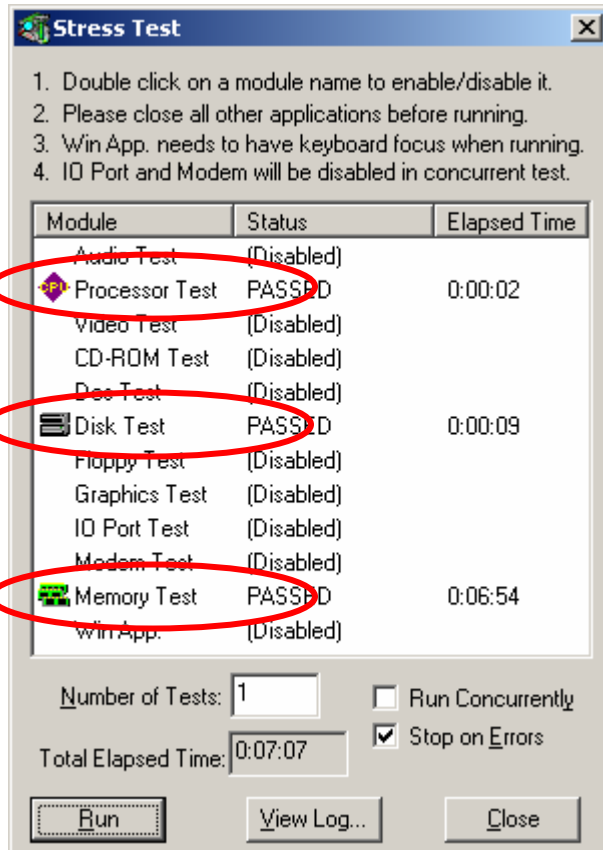 Stress Test
1. Double click on a module name to enable/disable it.
2. Please close all other applications before running.
3. Win App. needs to have keyboard focus when running.
4. IO Port and Modem will be disabled in concurrent test.
Module Status Elapsed Time
Audio Test (Disabled)
CPU Processor Test PASSED 0:00:02
Video Test (Disabled)
CD-ROM Test (Disabled)
Dos Test (Disabled)
Disk Test PASSED 0:00:09
Floppy Test (Disabled)
Graphics Test (Disabled)
IO Port Test (Disabled)
Modem Test (Disabled)
Memory Test PASSED 0:06:54
Win App. (Disabled)
Number of Tests: 1 Run Concurrently
Total Elapsed Time: 0:07:07 Stop on Errors
Run View Log... Close